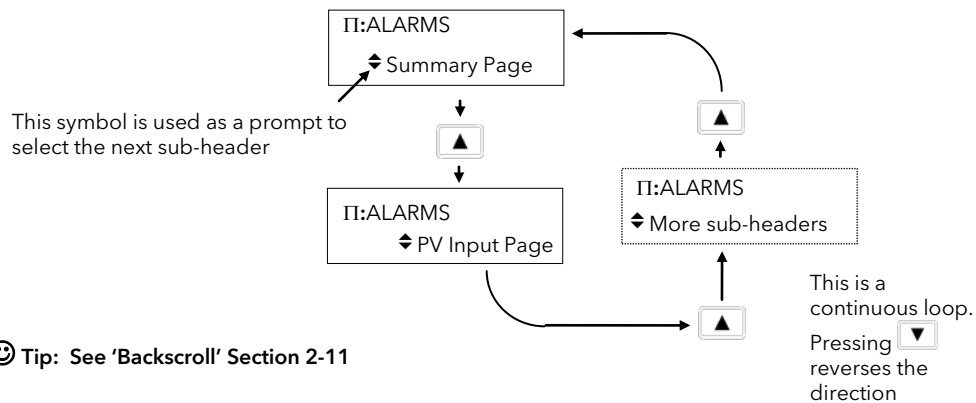 Π:ALARMS
Summary Page
This symbol is used as a prompt to
select the next sub-header
Π:ALARMS
PV Input Page
Π:ALARMS
More sub-headers
This is a
continuous loop.
Pressing
reverses the
direction
Tip: See 'Backscroll' Section 2-11